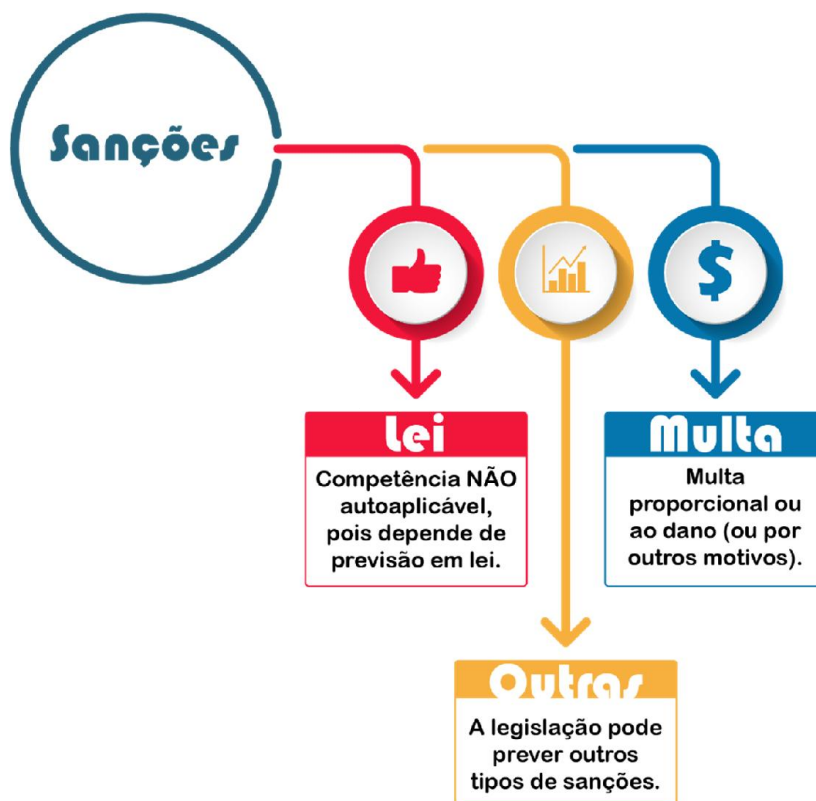 Sanções
$
Lei
Competência NÃO
autoaplicável,
pois depende de
previsão em lei.
Multa
Multa
proporcional ou
ao dano (ou por
outros motivos).
Outras
A legislação pode
prever outros
tipos de sanções.